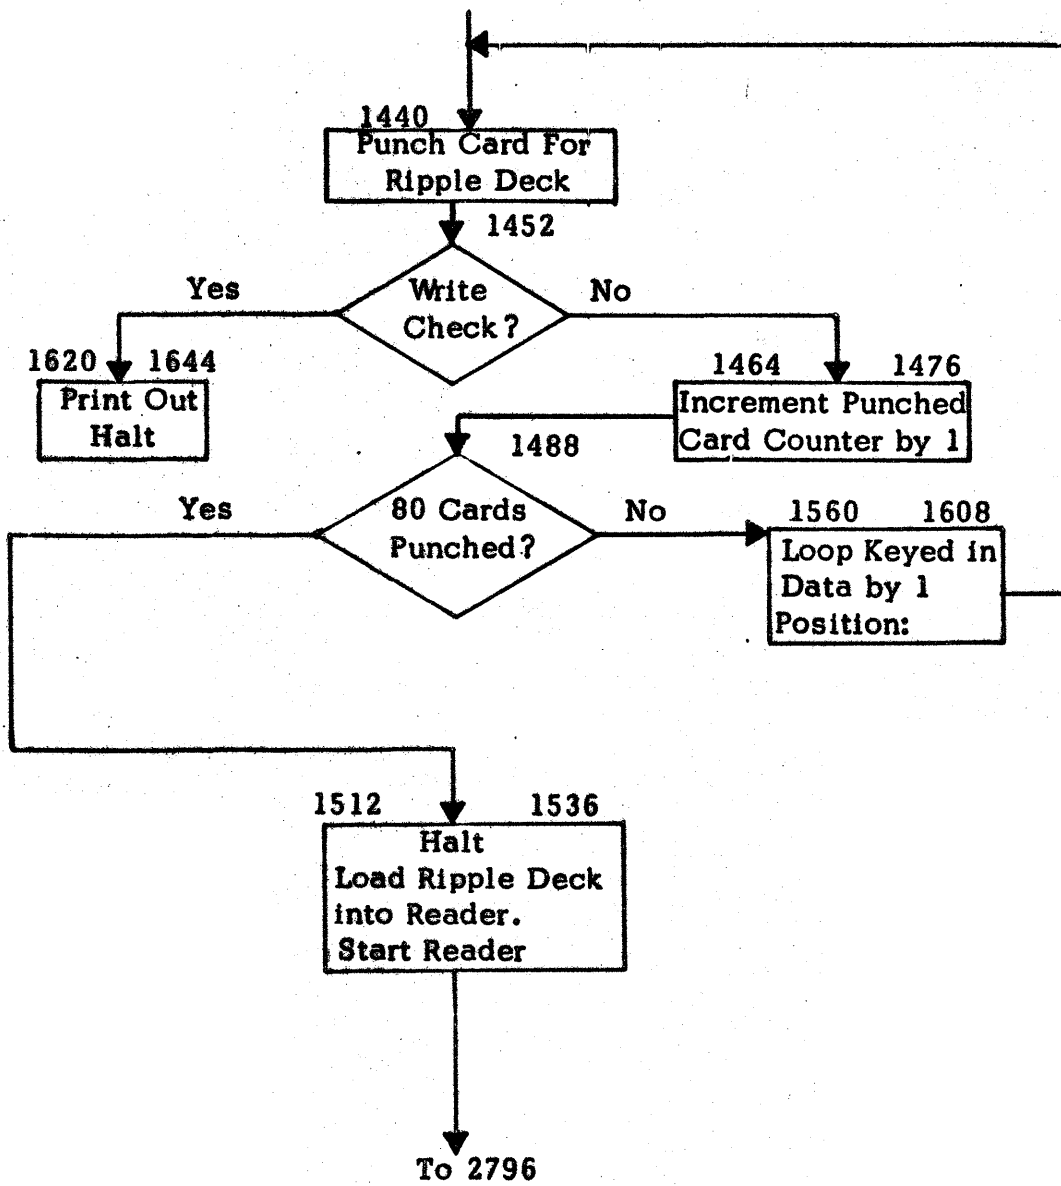 1440
Punch Card For
Ripple Deck
1452
Yes
Write
Check?
No
1620 1644
Print Out
Halt
1464 1476
Increment Punched
Card Counter by 1
1488
Yes
80 Cards
Punched?
No
1560 1608
Loop Keyed in
Data by 1
Position:
1512 1536
Halt
Load Ripple Deck
into Reader.
Start Reader
To 2796